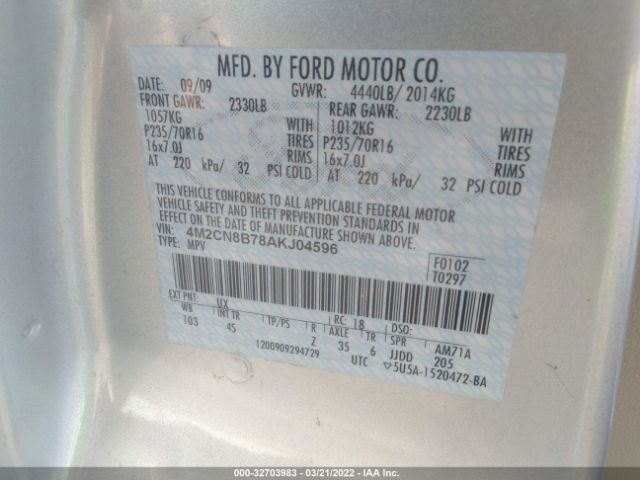 MFD. BY FORD MOTOR CO.
DATE: 09/09 GVWR: 4440LB/ 2014KG
FRONT GAWR: 2330LB REAR GAWR: 2230LB
1057KG WITH 1012KG WITH
P235/70R16 TIRES P235/70R16 TIRES
16x7.0J RIMS 16x7.0J RIMS
AT 220 kPa/ 32 PSI COLD AT 220 kPa/ 32 PSI COLD
THIS VEHICLE CONFORMS TO ALL APPLICABLE FEDERAL MOTOR
VEHICLE SAFETY AND THEFT PREVENTION STANDARDS IN
EFFECT ON THE DATE OF MANUFACTURE SHOWN ABOVE.
VIN: 4M2CN8B78AKJ04596
TYPE: MPV
F0102
T0297
EXT PNT: UX RC: 18 DSO:
WB INT TR TP/PS R AXLE TR SPR AM71A
103 45 Z 35 6 JJDD 205
1200909294729 UTC ▽5U5A-1520472-BA
000-32703983 / 03/21/2022 - IAA Inc.